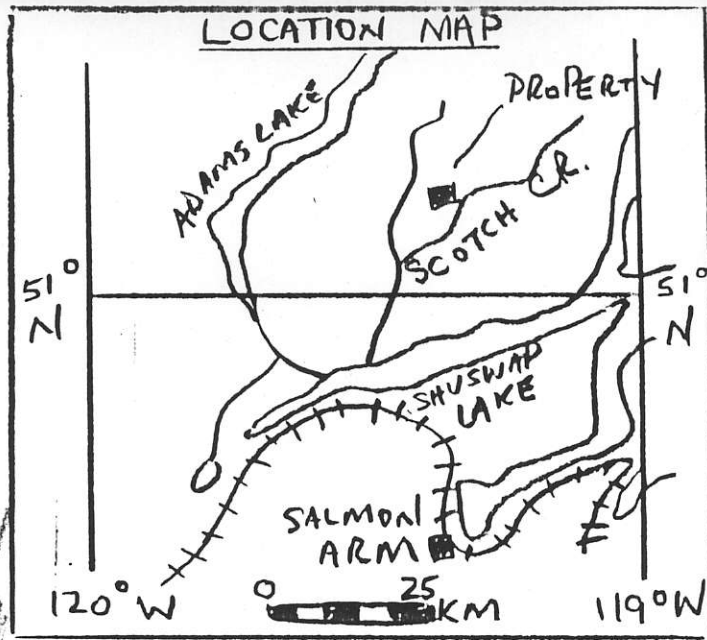 LOCATION MAP
PROPERTY
ADAMS LAKE
SCOTCH CR.
51°
N
51°
N
SHUSWAP
LAKE
SALMON
ARM
120°W
0 25
KM
119°W